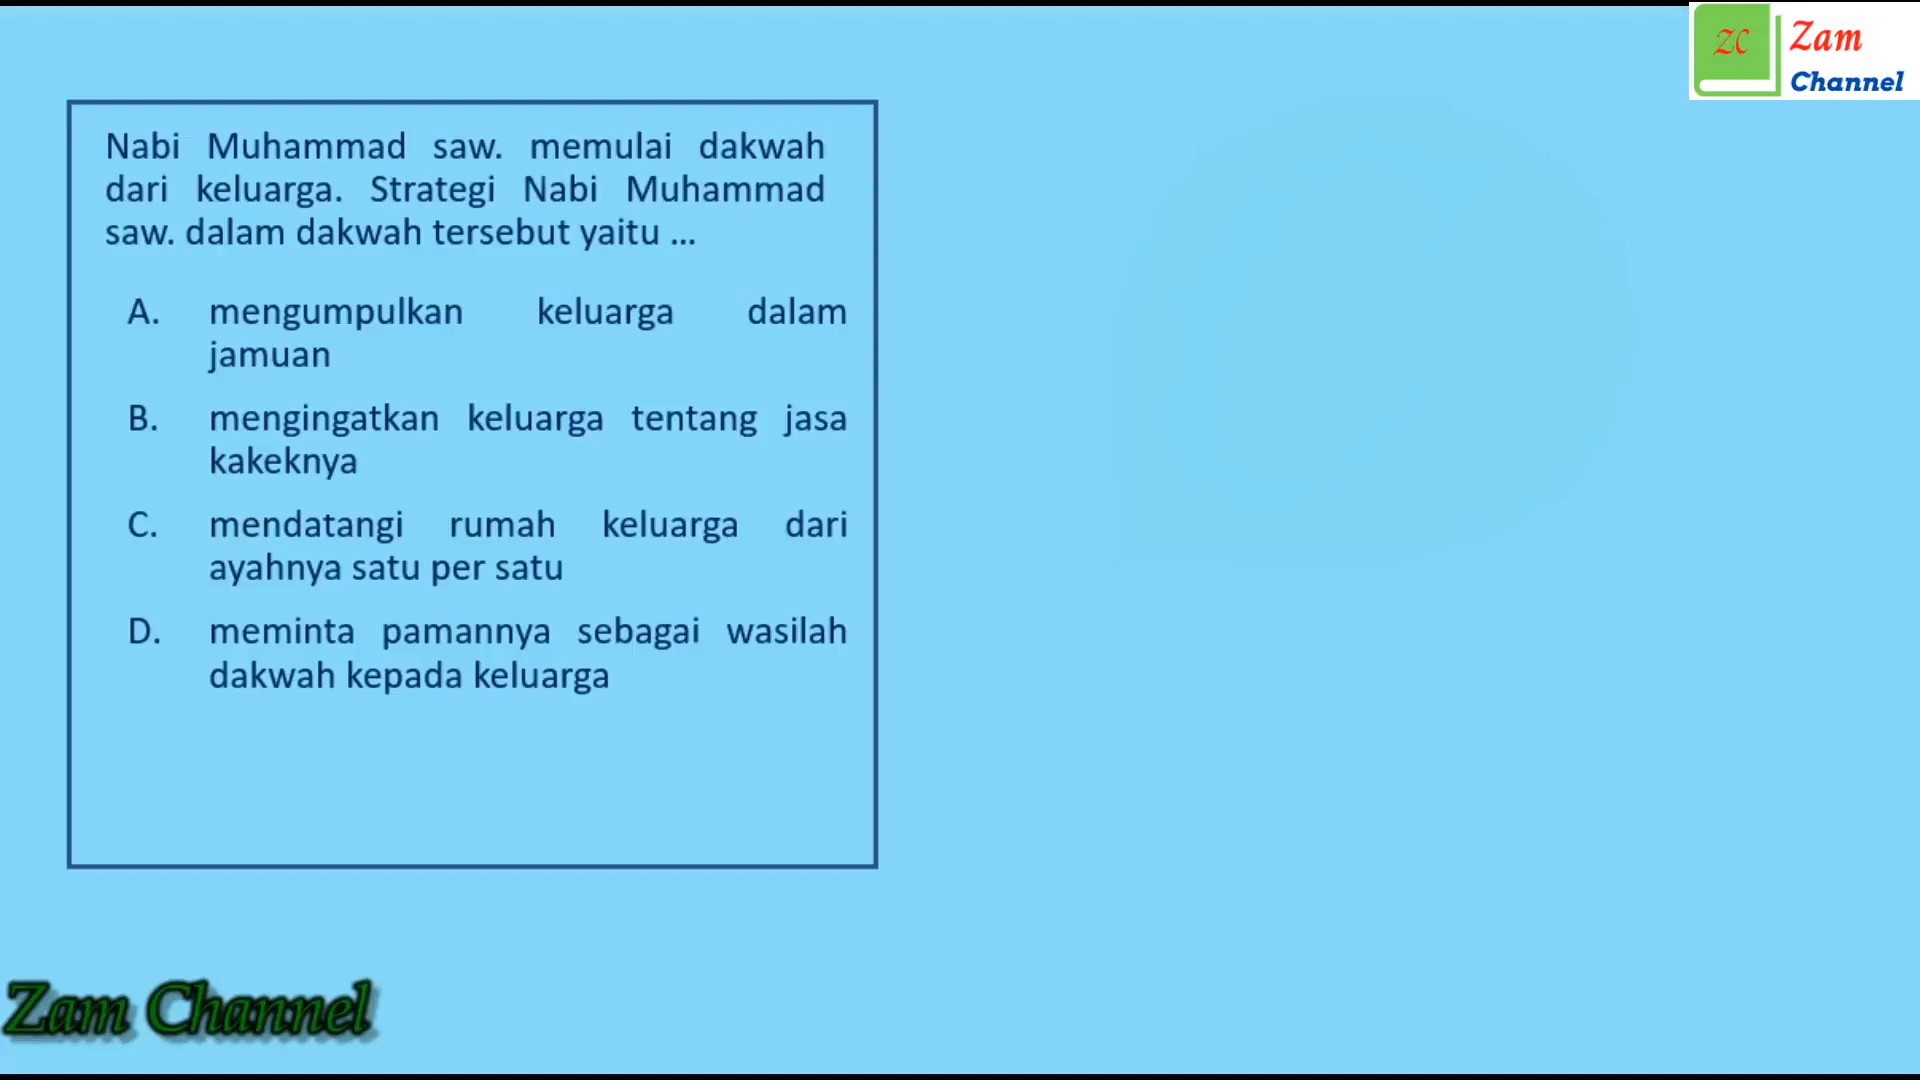 ZC
Zam
Channel
Nabi Muhammad saw. memulai dakwah
dari keluarga. Strategi Nabi Muhammad
saw. dalam dakwah tersebut yaitu ...
A. mengumpulkan keluarga dalam
jamuan
B. mengingatkan keluarga tentang jasa
kakeknya
C. mendatangi rumah keluarga dari
ayahnya satu per satu
D. meminta pamannya sebagai wasilah
dakwah kepada keluarga
Zam Channel